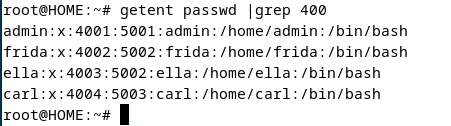 root@HOME:~# getent passwd |grep 400
admin:x:4001:5001:admin:/home/admin:/bin/bash
frida:x:4002:5002:frida:/home/frida:/bin/bash
ella:x:4003:5002:ella:/home/ella:/bin/bash
carl:x:4004:5003:carl:/home/carl:/bin/bash
root@HOME:~#